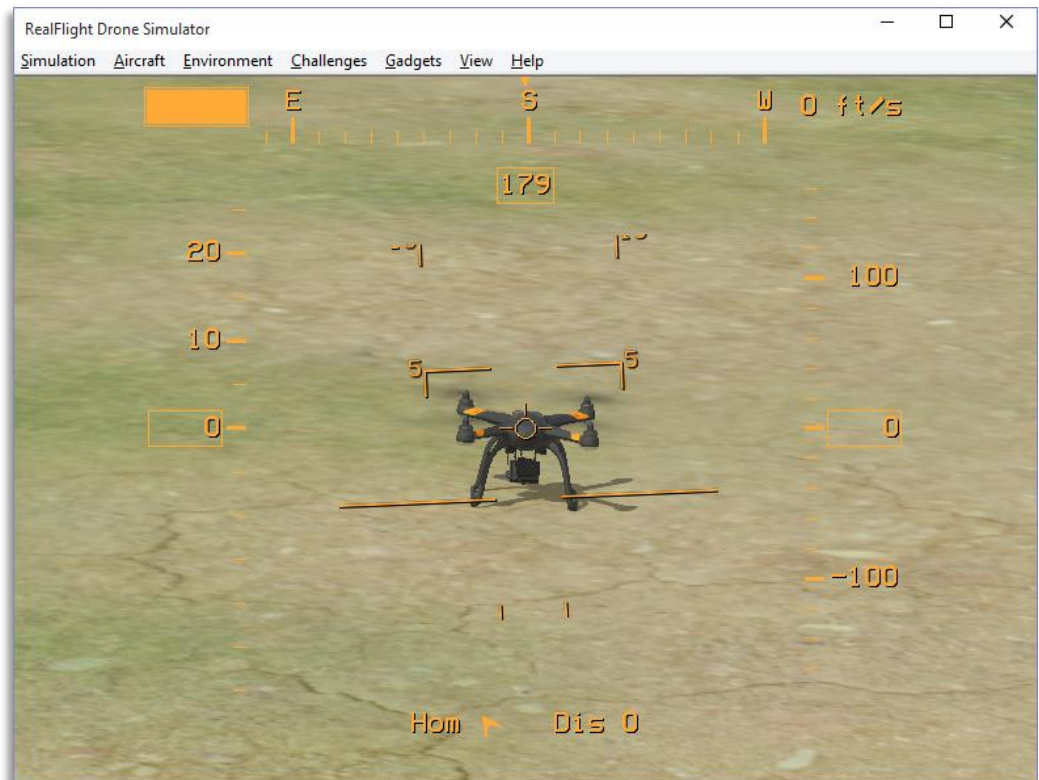 RealFlight Drone Simulator
Simulation Aircraft Environment Challenges Gadgets View Help
E S W 0 ft/s
179
20
100
10
5 5
0 0
-100
Hom Dis 0